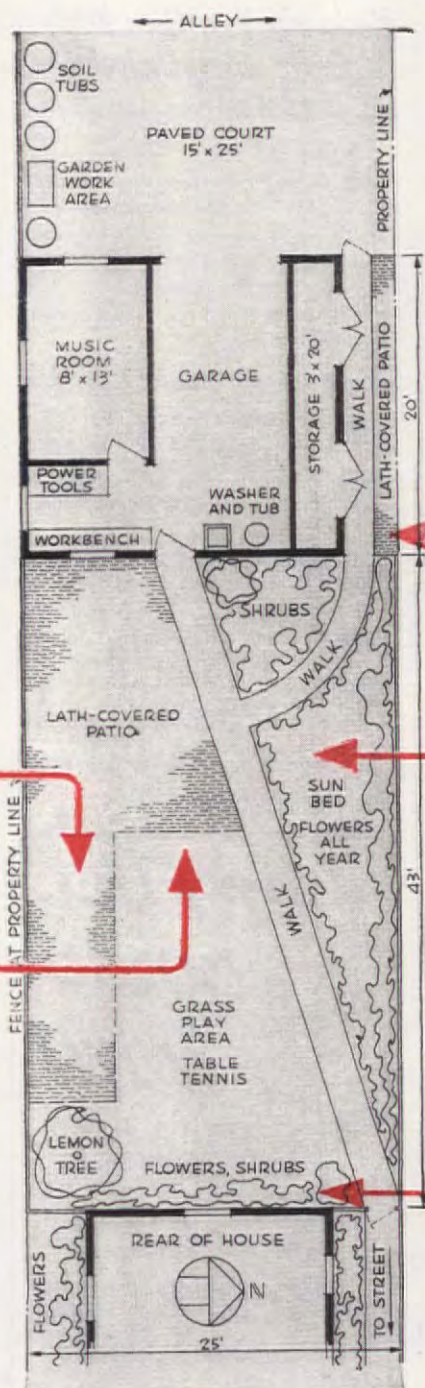 ALLEY
SOIL
TUBS
PAVED COURT
15' x 25'
GARDEN
WORK
AREA
PROPERTY LINE
MUSIC
ROOM
8' x 13'
GARAGE
STORAGE 3' x 20'
WALK
LATH-COVERED PATIO
20'
POWER
TOOLS
WASHER
AND TUB
WORKBENCH
SHRUBS
WALK
LATH-COVERED
PATIO
SUN
BED
FLOWERS
ALL
YEAR
WALK
43'
FENCE AT PROPERTY LINE
GRASS
PLAY
AREA
TABLE
TENNIS
LEMON
TREE
FLOWERS, SHRUBS
REAR OF HOUSE
N
FLOWERS
TO STREET
25'